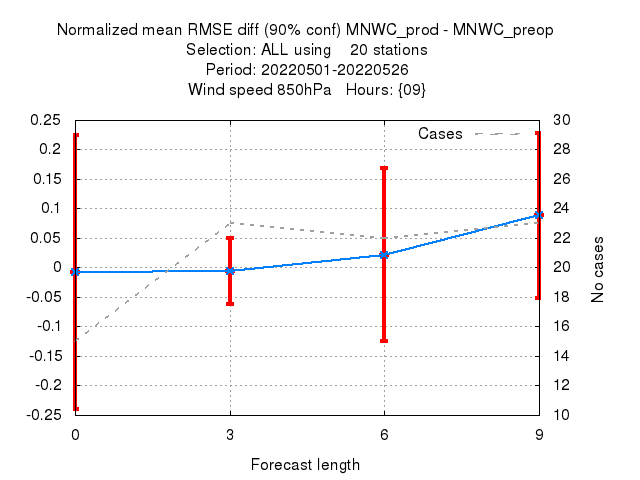 Normalized mean RMSE diff (90% conf) MNWC_prod - MNWC_preop
Selection: ALL using    20 stations
Period: 20220501-20220526
Wind speed 850hPa   Hours: {09}
Cases
0.25
0.2
0.15
0.1
0.05
0
-0.05
-0.1
-0.15
-0.2
-0.25
30
28
26
24
22
20
18
16
14
12
10
No cases
0 3 6 9
Forecast length